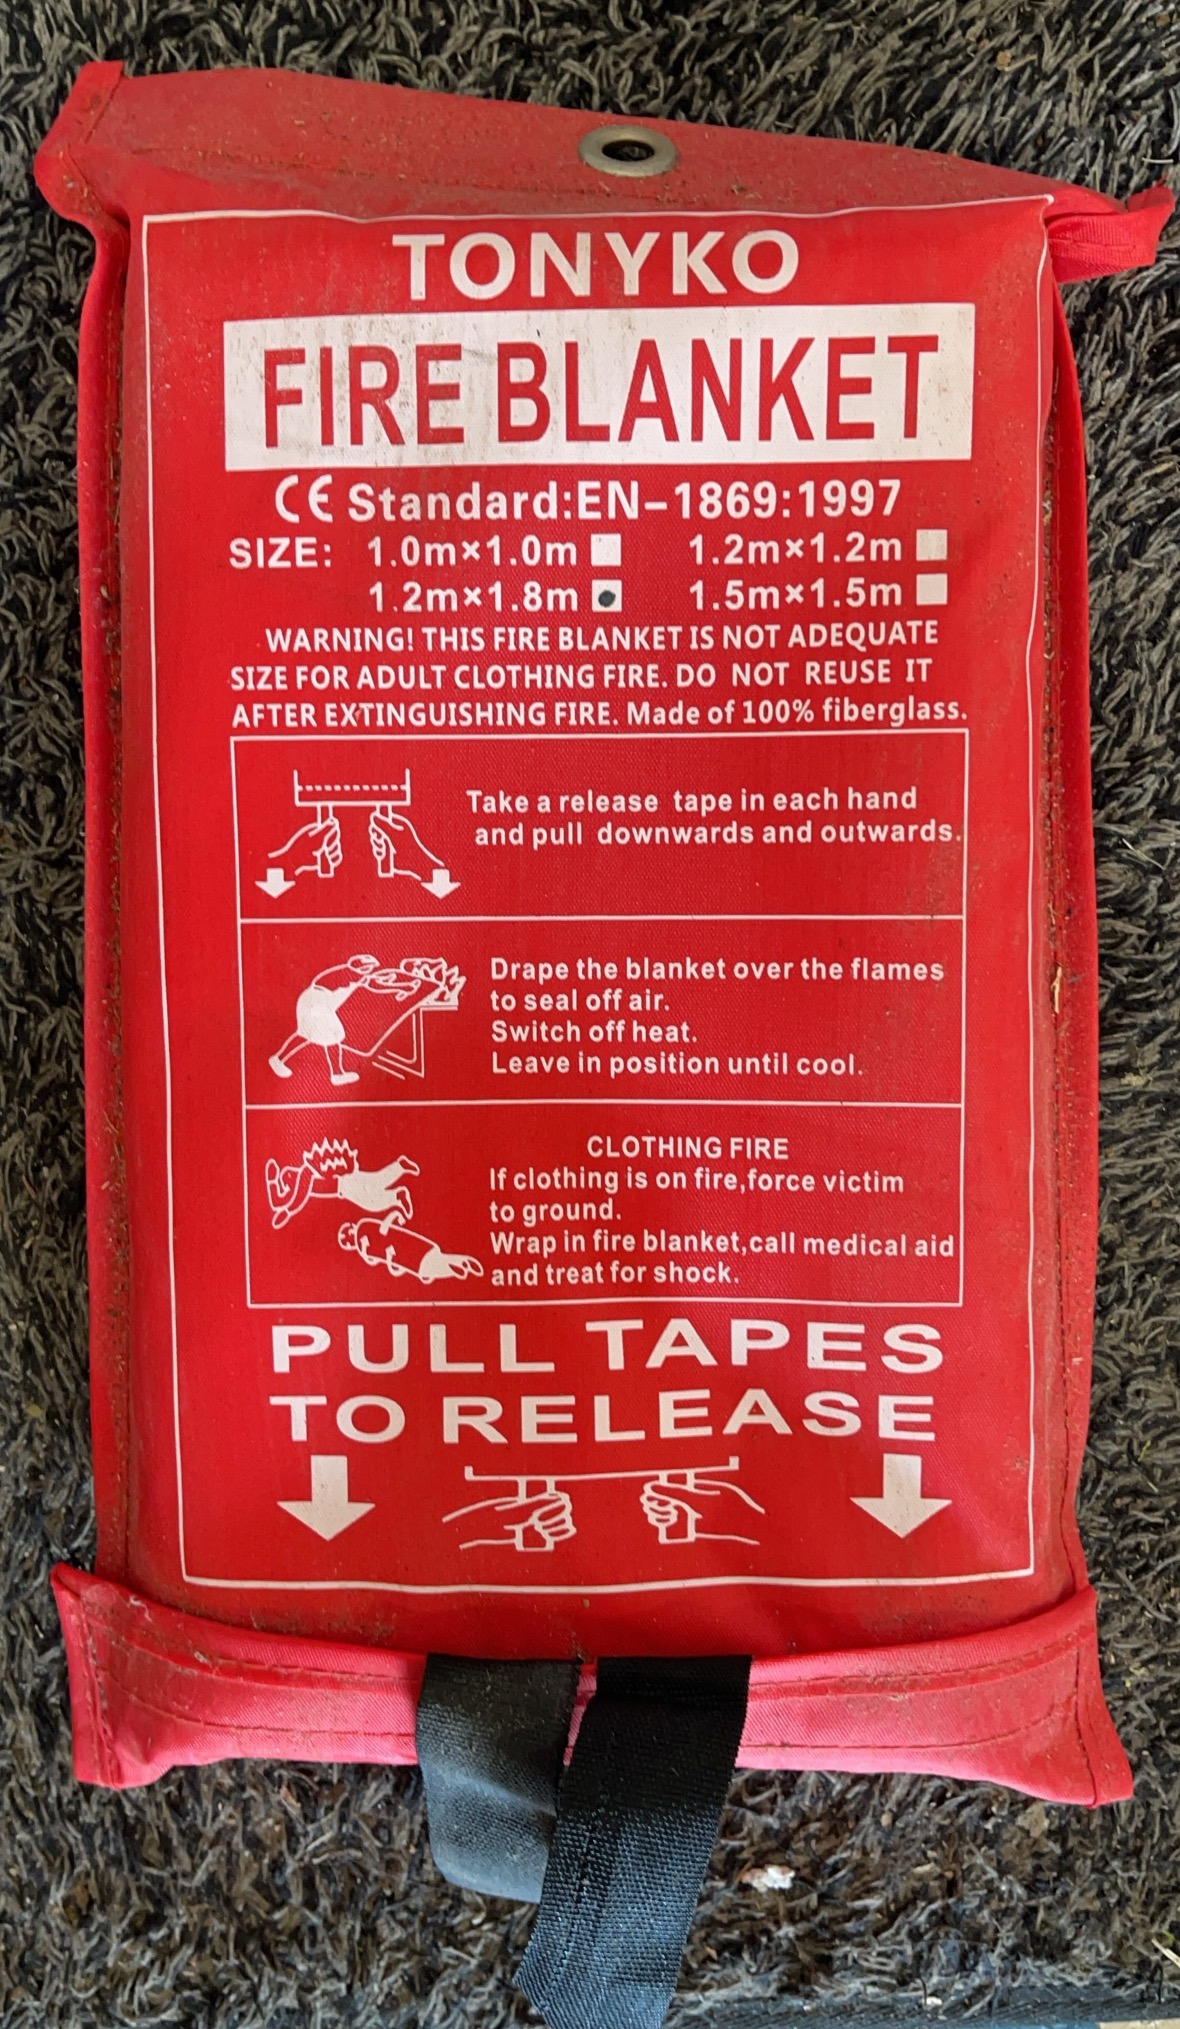 TONYKO
FIRE BLANKET
CE Standard:EN-1869:1997
SIZE: 1.0m×1.0m 1.2m×1.2m
1.2m×1.8m 1.5m×1.5m
WARNING! THIS FIRE BLANKET IS NOT ADEQUATE
SIZE FOR ADULT CLOTHING FIRE. DO NOT REUSE IT
AFTER EXTINGUISHING FIRE. Made of 100% fiberglass.
Take a release tape in each hand
and pull downwards and outwards.
Drape the blanket over the flames
to seal off air.
Switch off heat.
Leave in position until cool.
CLOTHING FIRE
If clothing is on fire,force victim
to ground.
Wrap in fire blanket,call medical aid
and treat for shock.
PULL TAPES
TO RELEASE